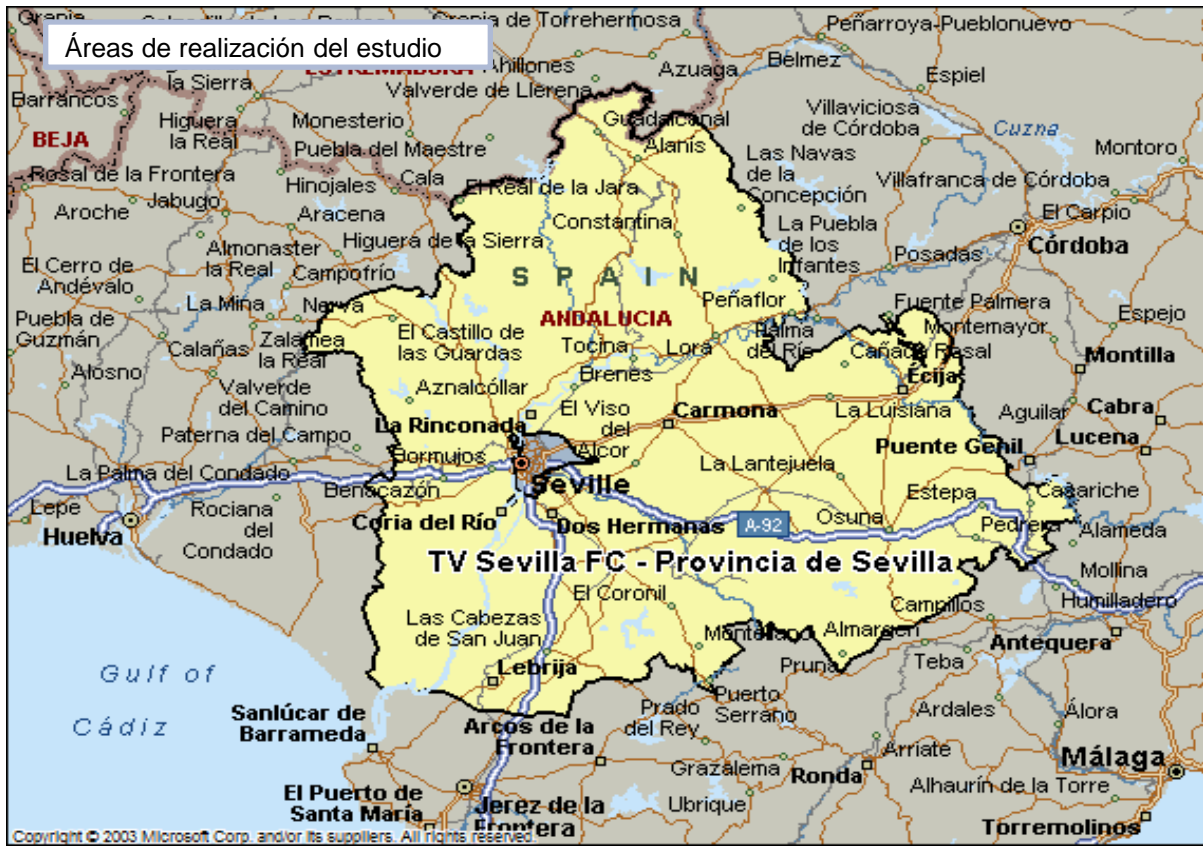 Áreas de realización del estudio
Granja de Torrehermosa
Peñarroya-Pueblonuevo
Ahillones
Azuaga
Bélmez
Espiel
la Sierra
Valverde de Llerena
Barrancos
Higuera
la Real
Monesterio
Guadalcanal
Villaviciosa
de Córdoba
Cuzna
BEJA
Puebla del Maestre
Alanis
Las Navas
de la
Concepción
Montoro
Rosal de la Frontera
Hinojales
Cala
El Real de la Jara
Villafranca de Córdoba
Aroche
Jabugo
Aracena
Constantina
La Puebla
de los
Infantes
El Carpio
Córdoba
Almonaster
la Real
Higuera de la Sierra
Posadas
El Cerro de
Andévalo
Campofrío
SPAIN
La Mina
Nerva
Peñaflor
Fuente Palmera
Puebla de
Guzmán
El Castillo de
las Guardas
ANDALUCIA
Palma
del Río
Montemayor
Espejo
Calañas
Zalamea
la Real
Tocina
Lora
Cañada Rosal
Montilla
Alosno
Valverde
del Camino
Aznalcóllar
Brenes
Écija
La Rinconada
El Viso
del
Alcor
Carmona
La Luisiana
Aguilar
Cabra
Paterna del Campo
Puente Genil
Lucena
La Palma del Condado
Bormujos
La Lantejuela
Benacazón
Seville
Estepa
Casariche
Lepe
Huelva
Rociana
del
Condado
Coria del Río
Dos Hermanas
A-92
Osuna
Pedrera
Alameda
TV Sevilla FC - Provincia de Sevilla
Mollina
El Coronil
Campillos
Humilladero
Las Cabezas
de San Juan
Montellano
Almargen
Antequera
Gulf of
Cádiz
Lebrija
Pruna
Teba
Sanlúcar de
Barrameda
Arcos de la
Frontera
Prado
del Rey
Puerto
Serrano
Ardales
Álora
Arriate
Málaga
Grazalema
Ronda
Alhaurín de la Torre
El Puerto de
Santa María
Jerez de la
Frontera
Ubrique
Torremolinos
Copyright © 2003 Microsoft Corp. and/or its suppliers. All rights reserved.